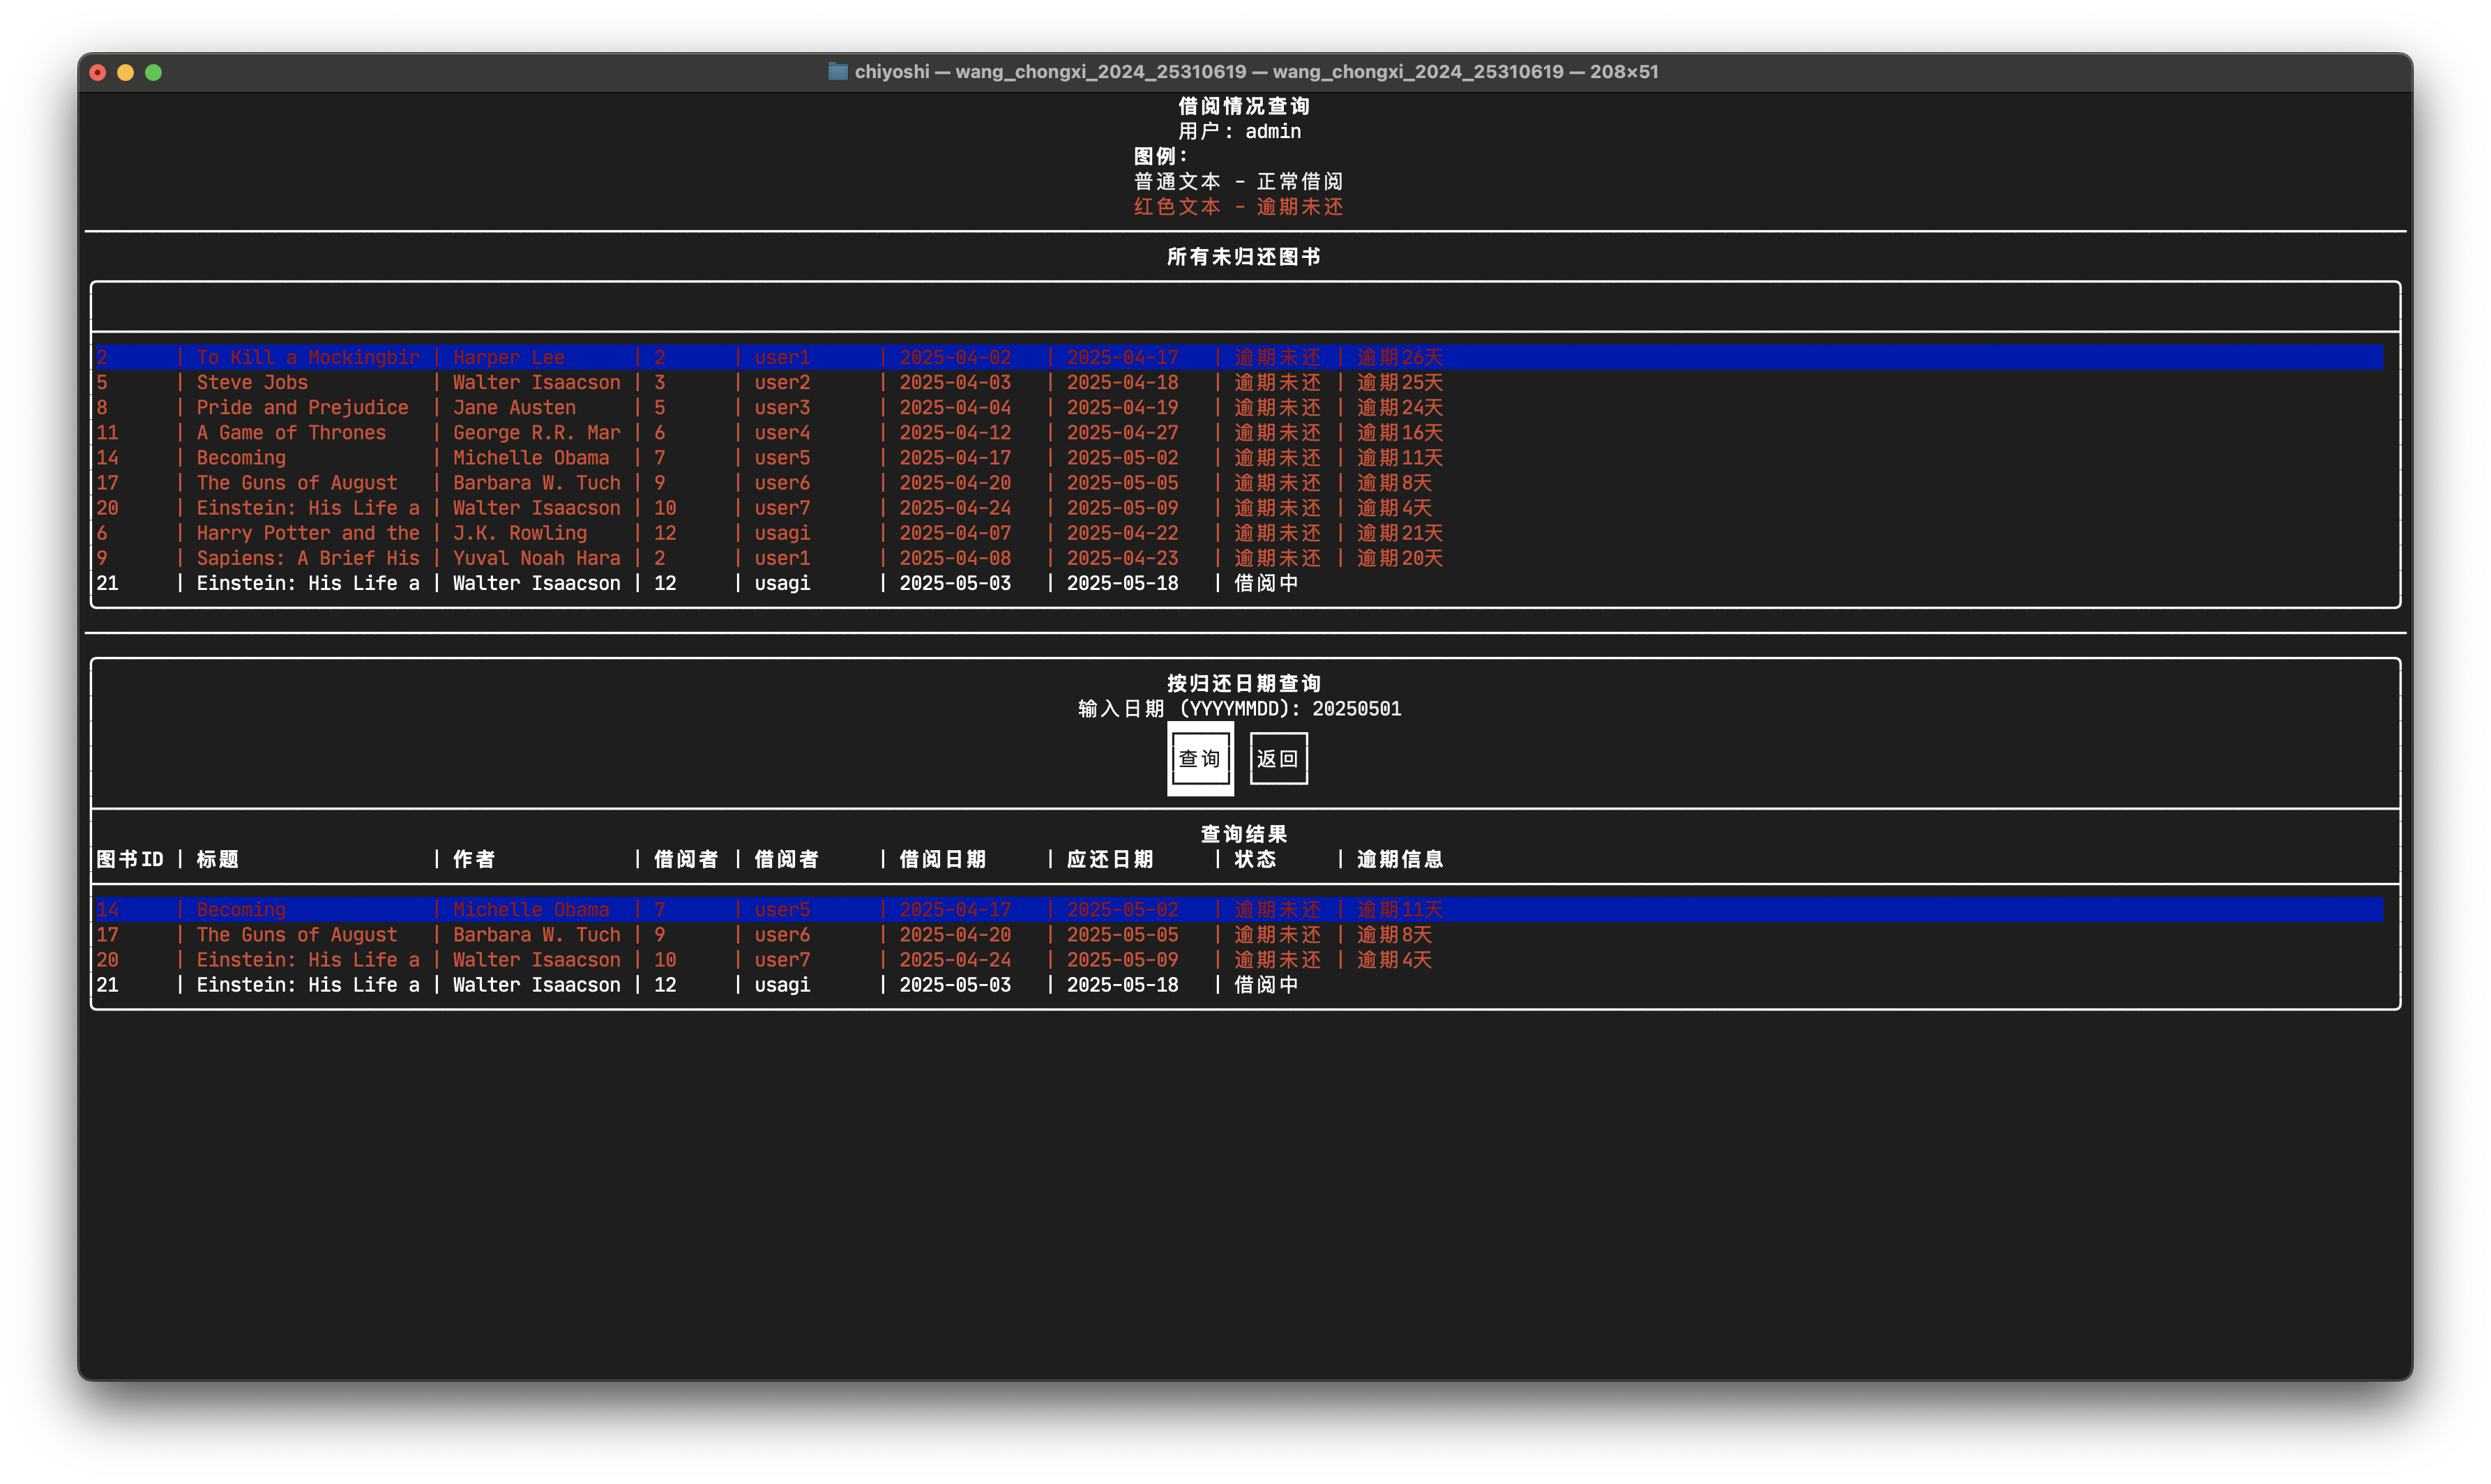 chiyoshi — wang_chongxi_2024_25310619 — wang_chongxi_2024_25310619 — 208×51
借阅情况查询
用户: admin
图例:
普通文本 - 正常借阅
红色文本 - 逾期未还
所有未归还图书
2 | To Kill a Mockingbir | Harper Lee | 2 | user1 | 2025-04-02 | 2025-04-17 | 逾期未还 | 逾期26天
5 | Steve Jobs | Walter Isaacson | 3 | user2 | 2025-04-03 | 2025-04-18 | 逾期未还 | 逾期25天
8 | Pride and Prejudice | Jane Austen | 5 | user3 | 2025-04-04 | 2025-04-19 | 逾期未还 | 逾期24天
11 | A Game of Thrones | George R.R. Mar | 6 | user4 | 2025-04-12 | 2025-04-27 | 逾期未还 | 逾期16天
14 | Becoming | Michelle Obama | 7 | user5 | 2025-04-17 | 2025-05-02 | 逾期未还 | 逾期11天
17 | The Guns of August | Barbara W. Tuch | 9 | user6 | 2025-04-20 | 2025-05-05 | 逾期未还 | 逾期8天
20 | Einstein: His Life a | Walter Isaacson | 10 | user7 | 2025-04-24 | 2025-05-09 | 逾期未还 | 逾期4天
6 | Harry Potter and the | J.K. Rowling | 12 | usagi | 2025-04-07 | 2025-04-22 | 逾期未还 | 逾期21天
9 | Sapiens: A Brief His | Yuval Noah Hara | 2 | user1 | 2025-04-08 | 2025-04-23 | 逾期未还 | 逾期20天
21 | Einstein: His Life a | Walter Isaacson | 12 | usagi | 2025-05-03 | 2025-05-18 | 借阅中
按归还日期查询
输入日期 (YYYYMMDD): 20250501
查询 返回
查询结果
图书ID | 标题 | 作者 | 借阅者 | 借阅者 | 借阅日期 | 应还日期 | 状态 | 逾期信息
14 | Becoming | Michelle Obama | 7 | user5 | 2025-04-17 | 2025-05-02 | 逾期未还 | 逾期11天
17 | The Guns of August | Barbara W. Tuch | 9 | user6 | 2025-04-20 | 2025-05-05 | 逾期未还 | 逾期8天
20 | Einstein: His Life a | Walter Isaacson | 10 | user7 | 2025-04-24 | 2025-05-09 | 逾期未还 | 逾期4天
21 | Einstein: His Life a | Walter Isaacson | 12 | usagi | 2025-05-03 | 2025-05-18 | 借阅中